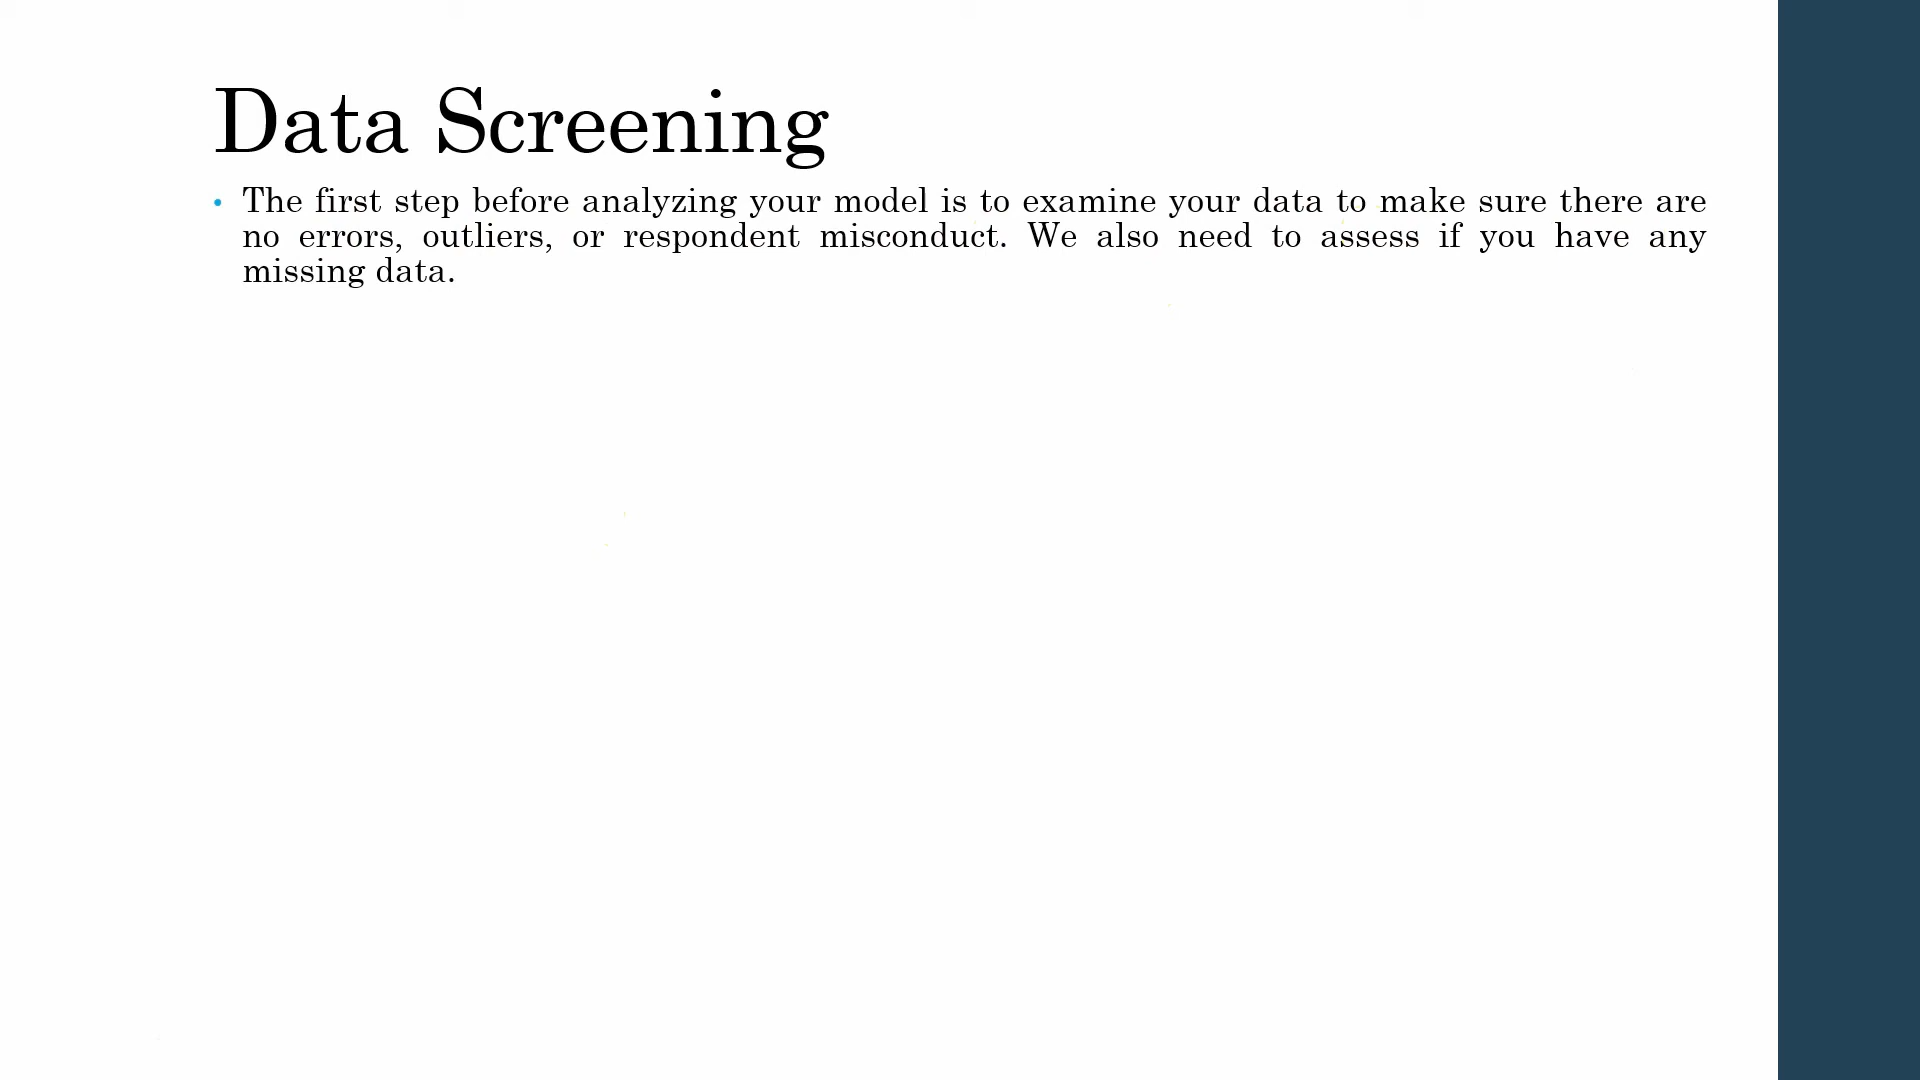 Data Screening
• The first step before analyzing your model is to examine your data to make sure there are
no errors, outliers, or respondent misconduct. We also need to assess if you have any
missing data.